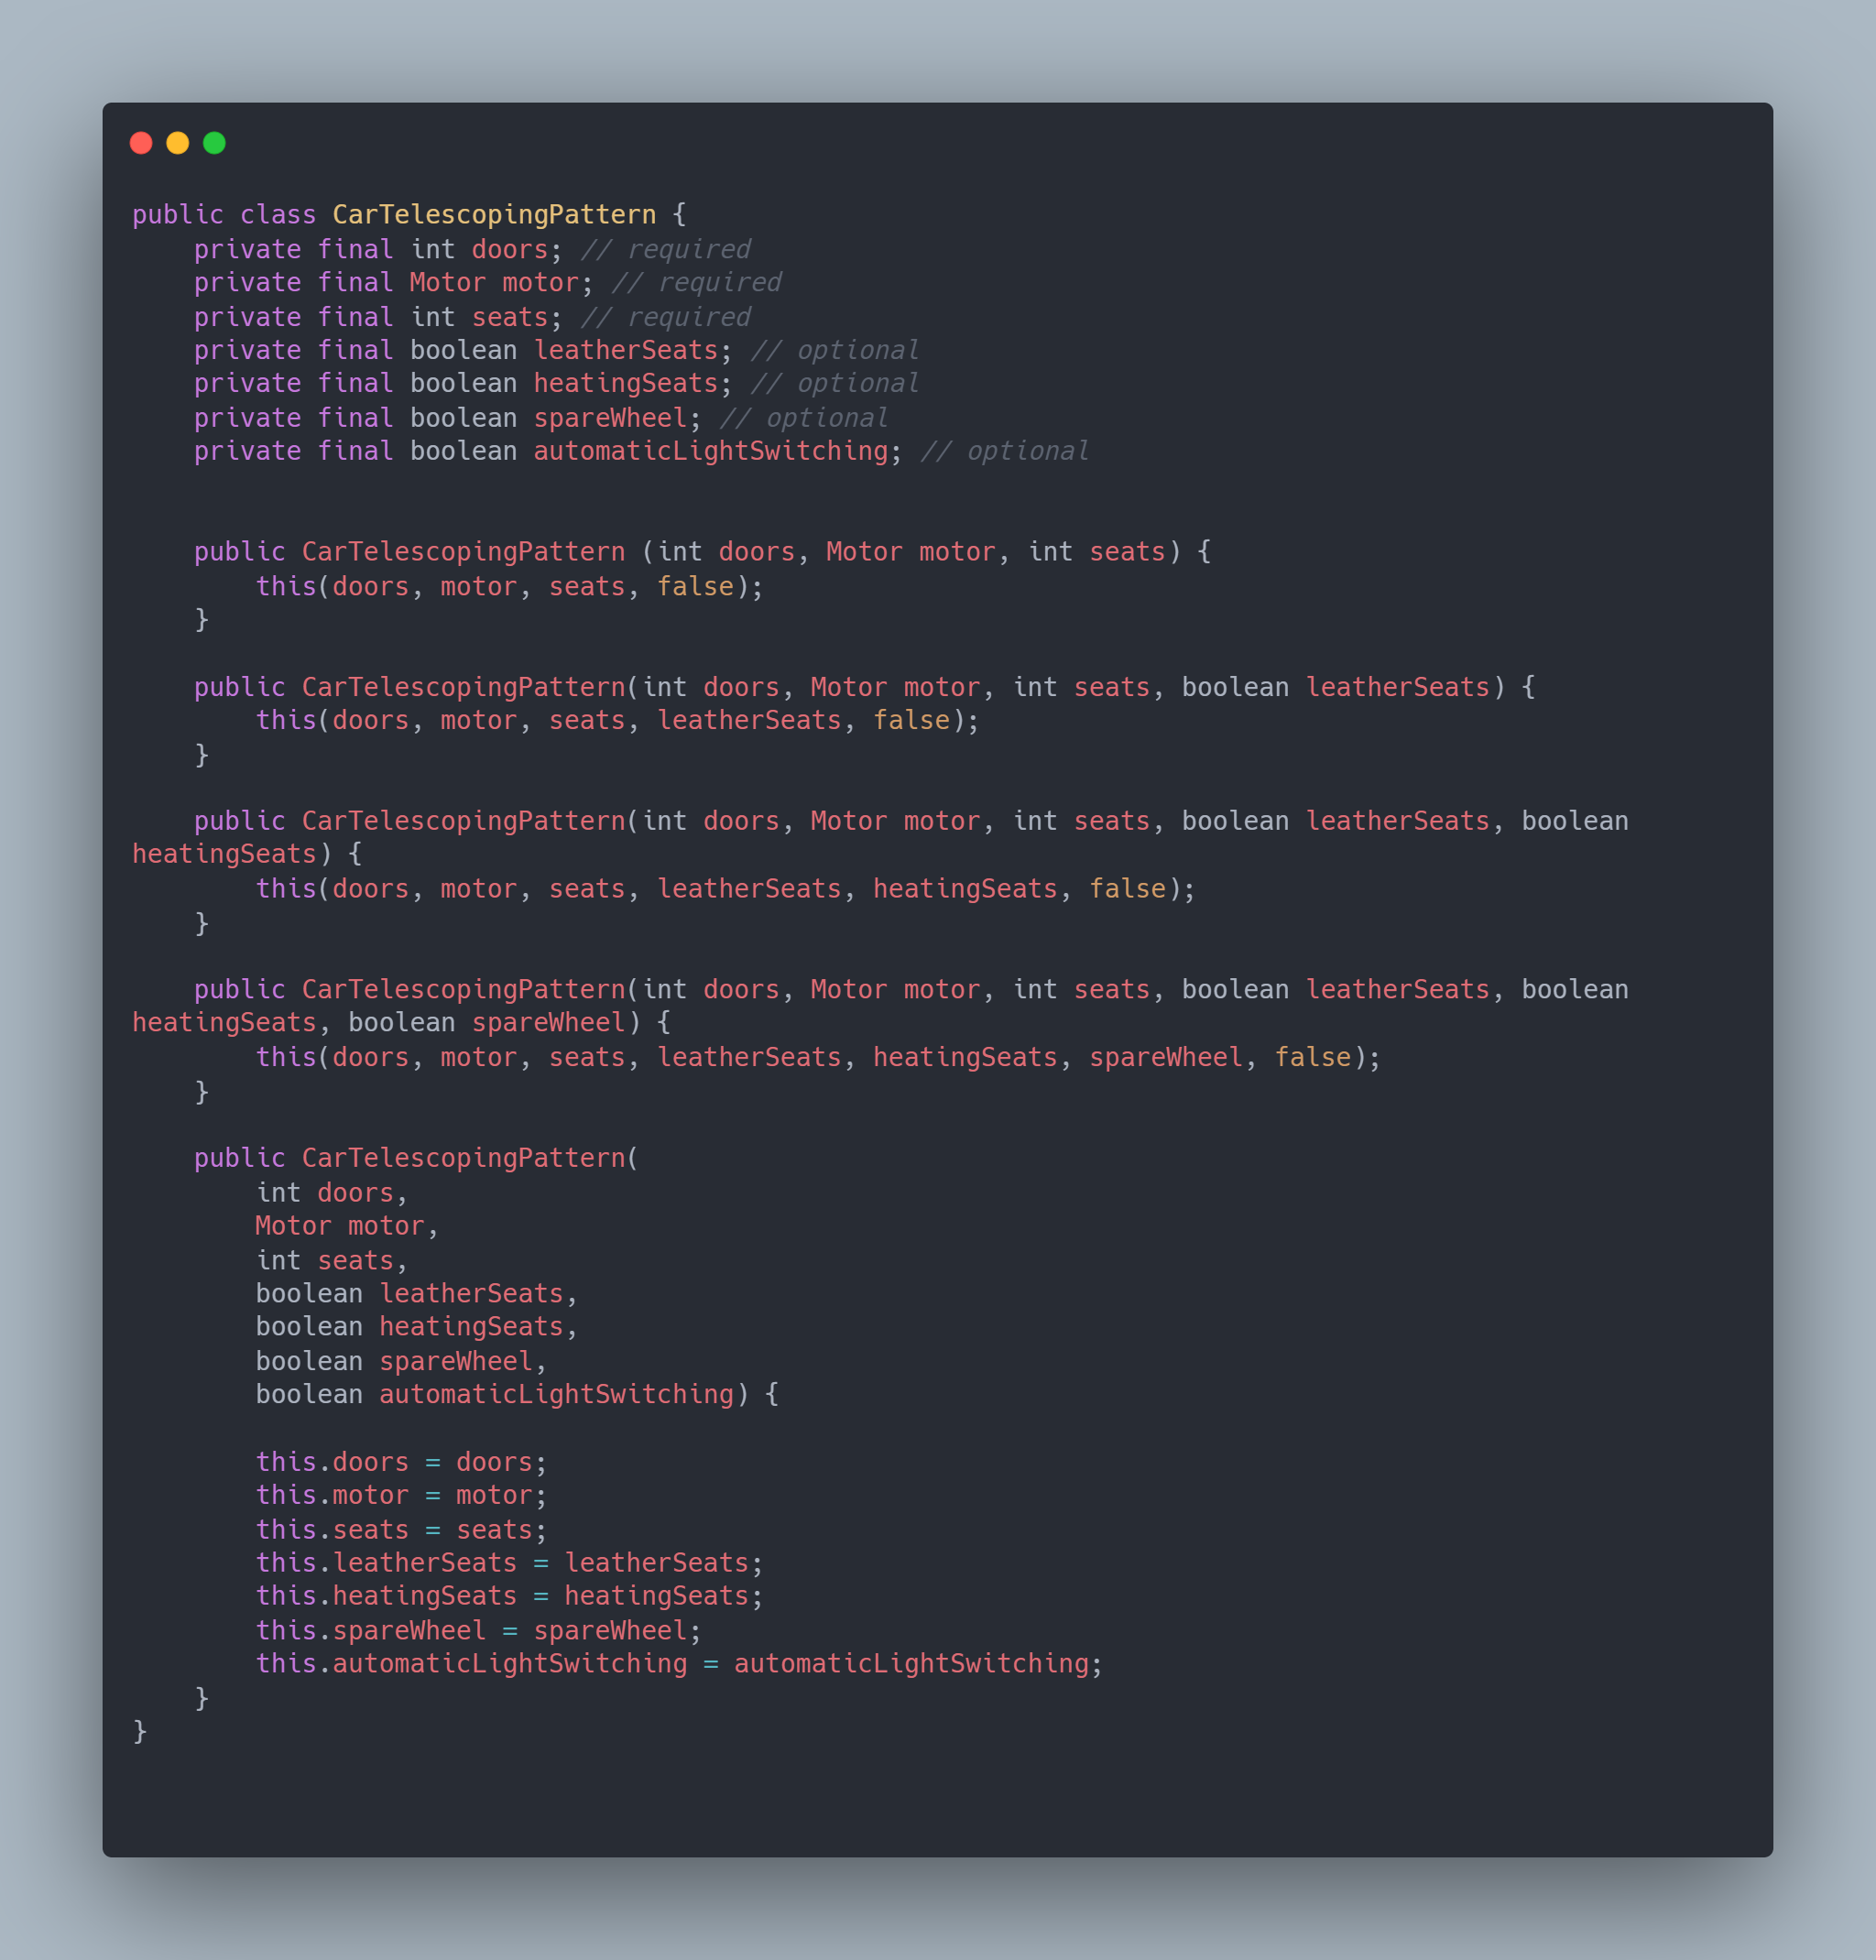 public class CarTelescopingPattern {
    private final int doors; // required
    private final Motor motor; // required
    private final int seats; // required
    private final boolean leatherSeats; // optional
    private final boolean heatingSeats; // optional
    private final boolean spareWheel; // optional
    private final boolean automaticLightSwitching; // optional

    public CarTelescopingPattern (int doors, Motor motor, int seats) {
        this(doors, motor, seats, false);
    }

    public CarTelescopingPattern(int doors, Motor motor, int seats, boolean leatherSeats) {
        this(doors, motor, seats, leatherSeats, false);
    }

    public CarTelescopingPattern(int doors, Motor motor, int seats, boolean leatherSeats, boolean
heatingSeats) {
        this(doors, motor, seats, leatherSeats, heatingSeats, false);
    }

    public CarTelescopingPattern(int doors, Motor motor, int seats, boolean leatherSeats, boolean
heatingSeats, boolean spareWheel) {
        this(doors, motor, seats, leatherSeats, heatingSeats, spareWheel, false);
    }

    public CarTelescopingPattern(
        int doors,
        Motor motor,
        int seats,
        boolean leatherSeats,
        boolean heatingSeats,
        boolean spareWheel,
        boolean automaticLightSwitching) {

        this.doors = doors;
        this.motor = motor;
        this.seats = seats;
        this.leatherSeats = leatherSeats;
        this.heatingSeats = heatingSeats;
        this.spareWheel = spareWheel;
        this.automaticLightSwitching = automaticLightSwitching;
    }
}